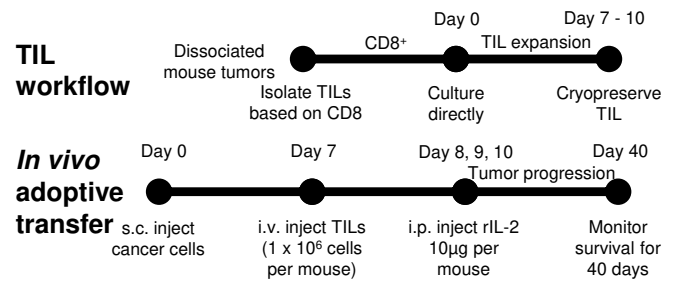 TIL
workflow
Dissociated
mouse tumors
CD8⁺
Day 0
TIL expansion
Day 7 - 10
Isolate TILs
based on CD8
Culture
directly
Cryopreserve
TIL
In vivo
adoptive
transfer
Day 0
Day 7
Day 8, 9, 10
Tumor progression
Day 40
s.c. inject
cancer cells
i.v. inject TILs
(1 x 10⁶ cells
per mouse)
i.p. inject rIL-2
10µg per
mouse
Monitor
survival for
40 days